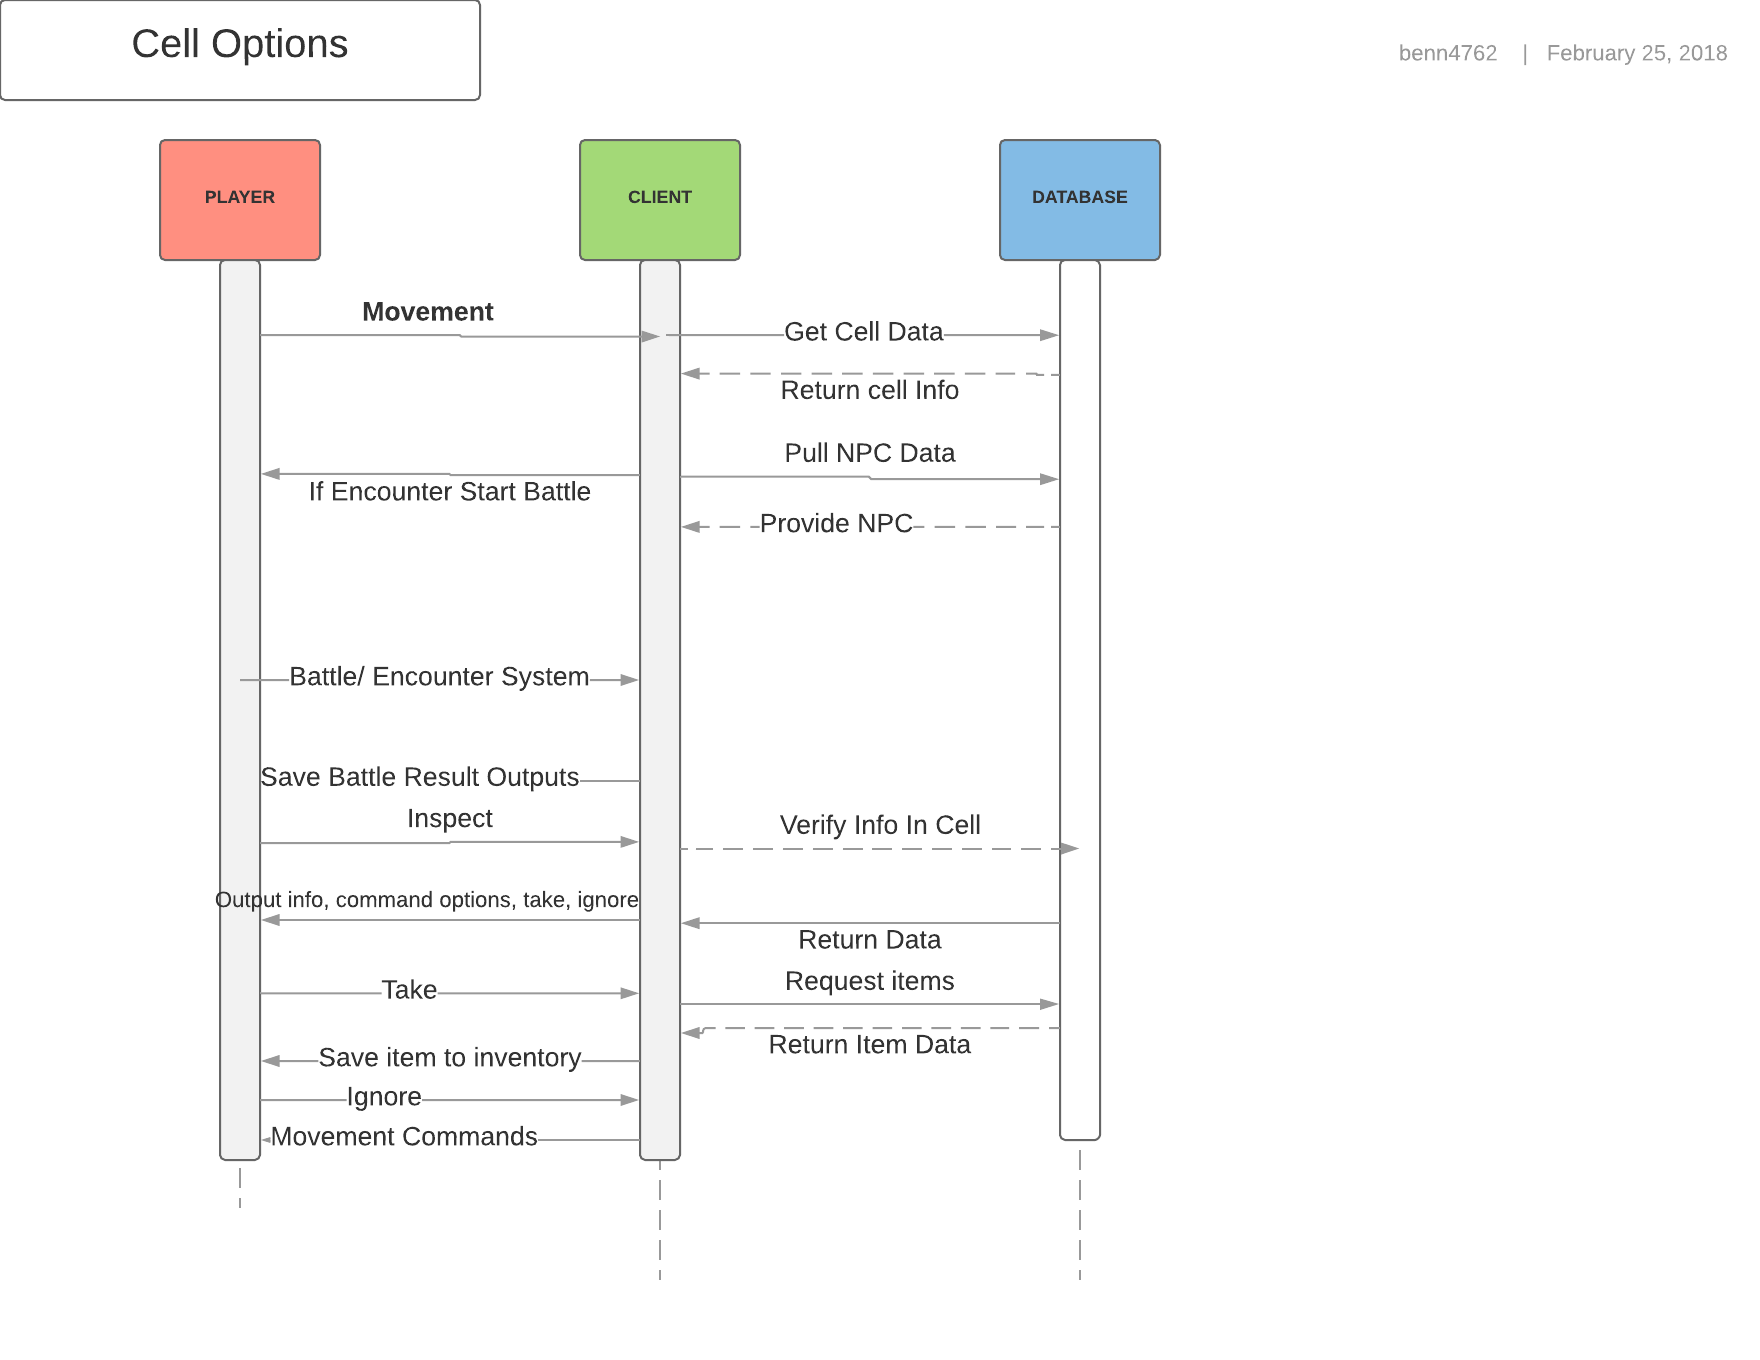 Cell Options
benn4762 | February 25, 2018
PLAYER
CLIENT
DATABASE
Movement
Get Cell Data
Return cell Info
Pull NPC Data
If Encounter Start Battle
Provide NPC
Battle/ Encounter System
Save Battle Result Outputs
Inspect
Verify Info In Cell
Output info, command options, take, ignore
Return Data
Request items
Take
Return Item Data
Save item to inventory
Ignore
Movement Commands